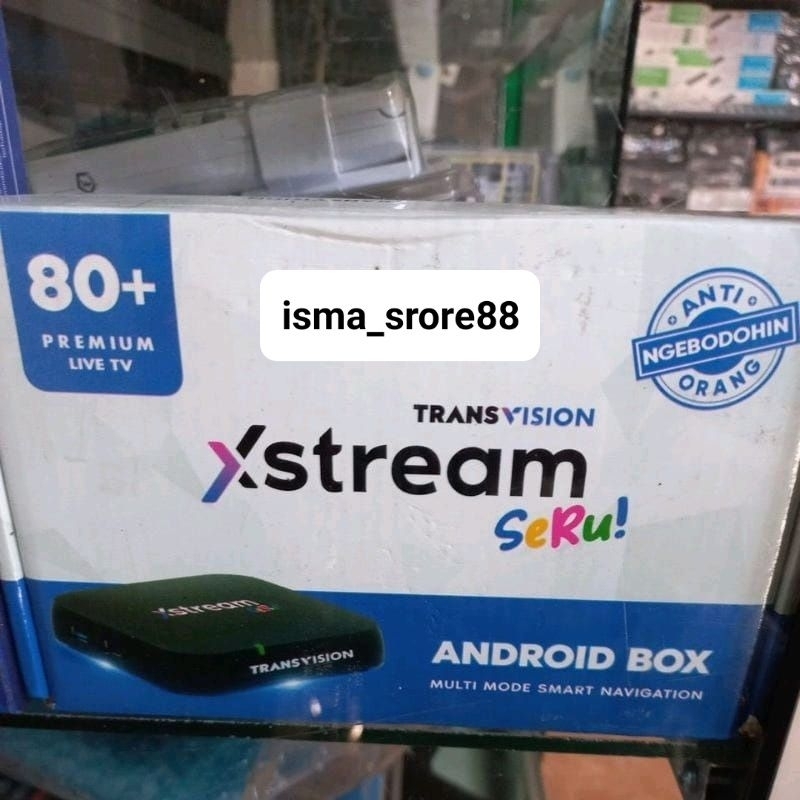 80+
PREMIUM
LIVE TV
isma_srore88
ANTI
NGEBODOHIN
ORANG
TRANSVISION
Xstream
SeRu!
Xstream
TRANSVISION
ANDROID BOX
MULTI MODE SMART NAVIGATION